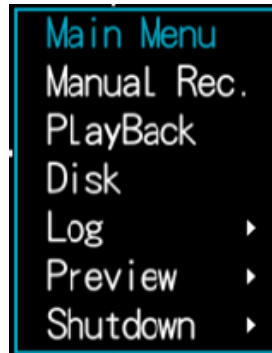 Main Menu
Manual Rec.
PlayBack
Disk
Log
Preview
Shutdown